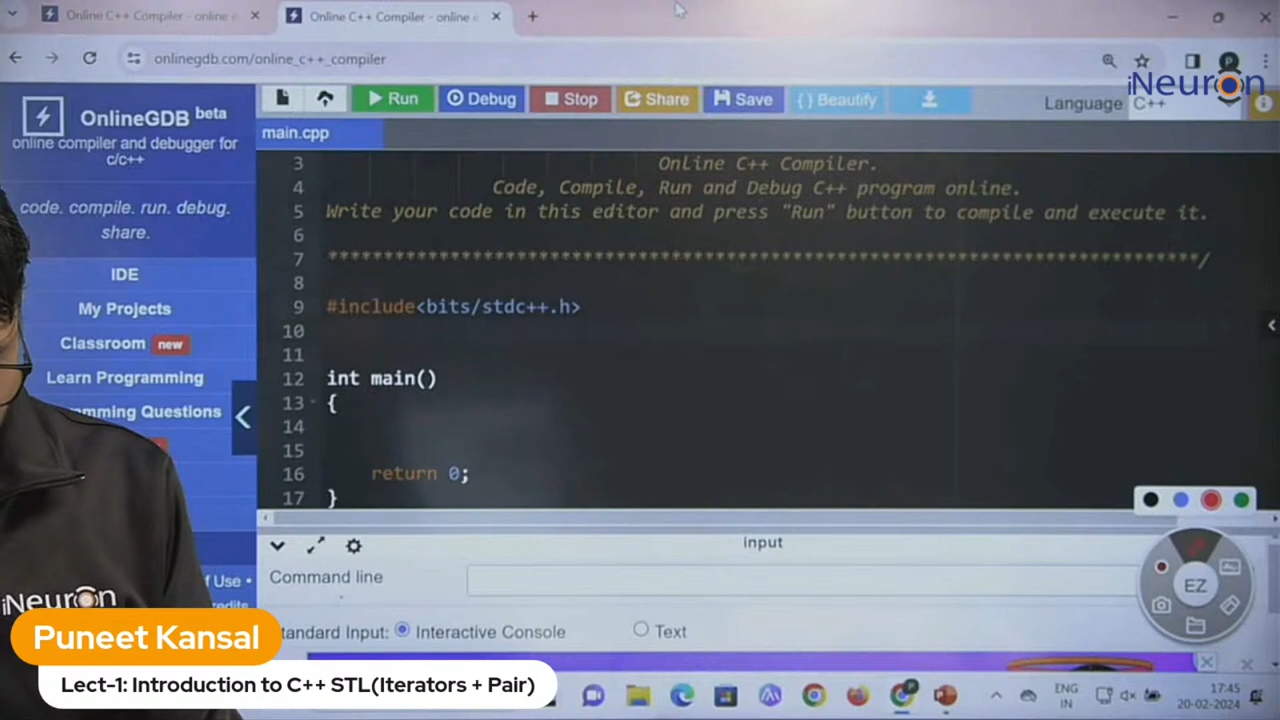 Online C++ Compiler - online e
Online C++ Compiler - online e
onlinegdb.com/online_c++_compiler
iNeuron
OnlineGDB beta
online compiler and debugger for c/c++
code. compile. run. debug.
share.
IDE
My Projects
Classroom new
Learn Programming
mming Questions
f Use •
redits
Run
Debug
Stop
Share
Save
{ } Beautify
Language C++
main.cpp
3 Online C++ Compiler.
4 Code, Compile, Run and Debug C++ program online.
5 Write your code in this editor and press "Run" button to compile and execute it.
6
7 *******************************************************************************/
8
9 #include<bits/stdc++.h>
10
11
12 int main()
13 {
14
15
16 return 0;
17 }
input
Command line
tandard Input: Interactive Console Text
EZ
iNeuron
Puneet Kansal
Lect-1: Introduction to C++ STL(Iterators + Pair)
ENG
IN
17:45
20-02-2024